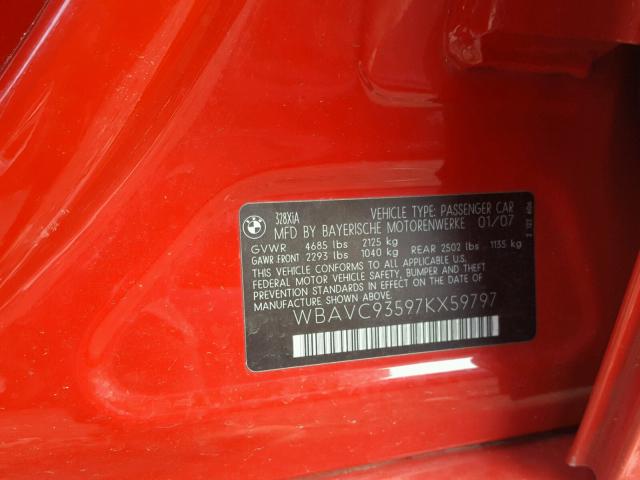 BMW
328XiA VEHICLE TYPE: PASSENGER CAR
MFD BY BAYERISCHE MOTORENWERKE 01/07
GVWR 4685 lbs 2125 kg
GAWR FRONT 2293 lbs 1040 kg REAR 2502 lbs 1135 kg
THIS VEHICLE CONFORMS TO ALL APPLICABLE
FEDERAL MOTOR VEHICLE SAFETY, BUMPER AND THEFT
PREVENTION STANDARDS IN EFFECT ON THE DATE OF
MANUFACTURE SHOWN ABOVE.
WBAVC93597KX59797